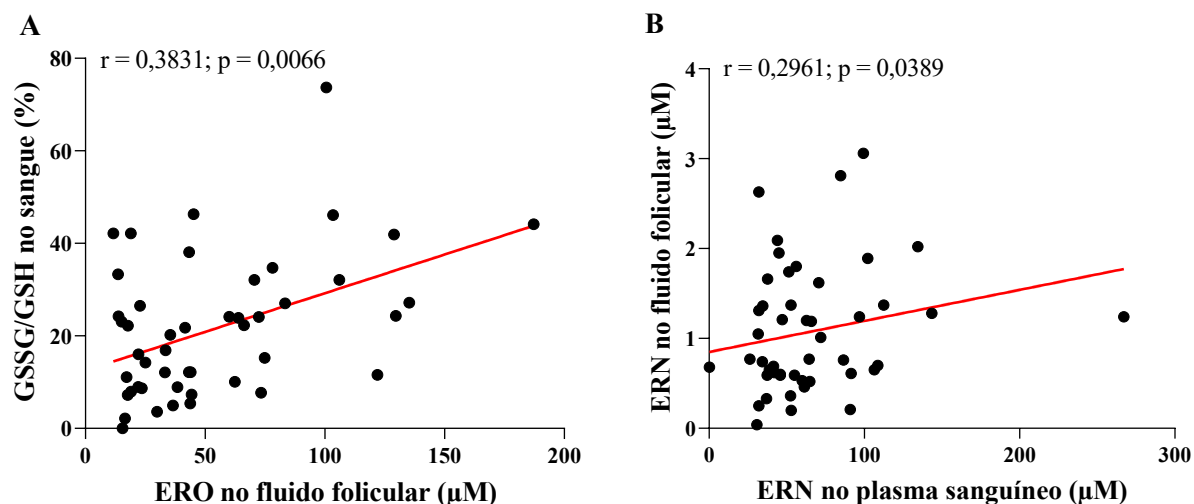 A
r = 0,3831; p = 0,0066
GSSG/GSH no sangue (%)
80
60
40
20
0
0
50
100
150
200
ERO no fluido folicular (µM)
B
r = 0,2961; p = 0,0389
ERN no fluido folicular (µM)
4
3
2
1
0
0
100
200
300
ERN no plasma sanguíneo (µM)